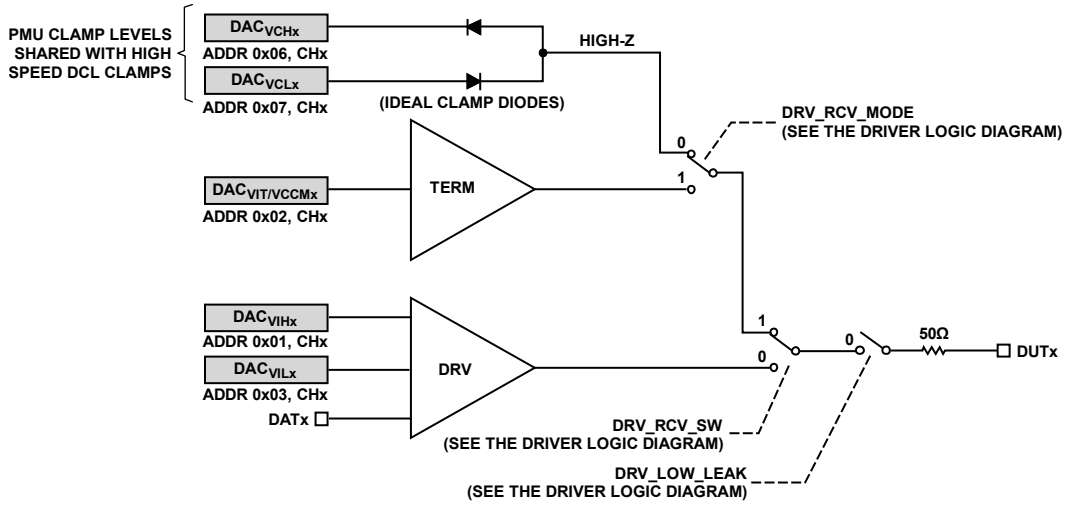 PMU CLAMP LEVELS
SHARED WITH HIGH
SPEED DCL CLAMPS
DACVCHx
ADDR 0x06, CHx
DACVCLx
ADDR 0x07, CHx
(IDEAL CLAMP DIODES)
HIGH-Z
DRV_RCV_MODE
(SEE THE DRIVER LOGIC DIAGRAM)
0
1
DACVIT/VCCMx
ADDR 0x02, CHx
TERM
DACVIHx
ADDR 0x01, CHx
DACVILx
ADDR 0x03, CHx
DATx
DRV
1
0
0
50Ω
DUTx
DRV_RCV_SW
(SEE THE DRIVER LOGIC DIAGRAM)
DRV_LOW_LEAK
(SEE THE DRIVER LOGIC DIAGRAM)